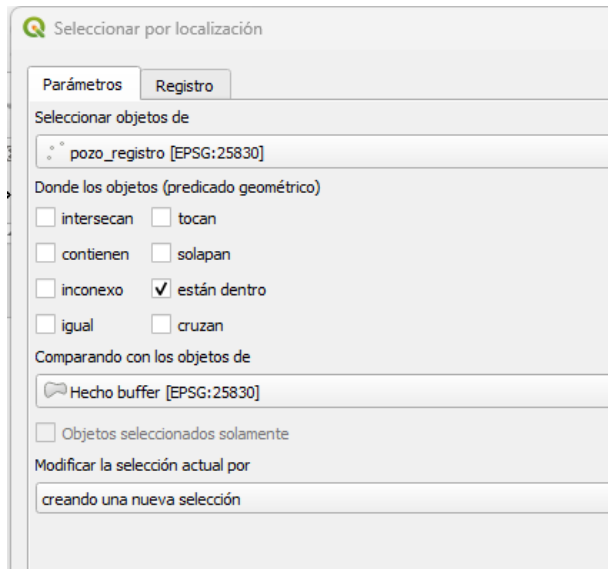 Seleccionar por localización
Parámetros Registro
Seleccionar objetos de
pozo_registro [EPSG:25830]
Donde los objetos (predicado geométrico)
intersecan tocan
contienen solapan
inconexo están dentro
igual cruzan
Comparando con los objetos de
Hecho buffer [EPSG:25830]
Objetos seleccionados solamente
Modificar la selección actual por
creando una nueva selección